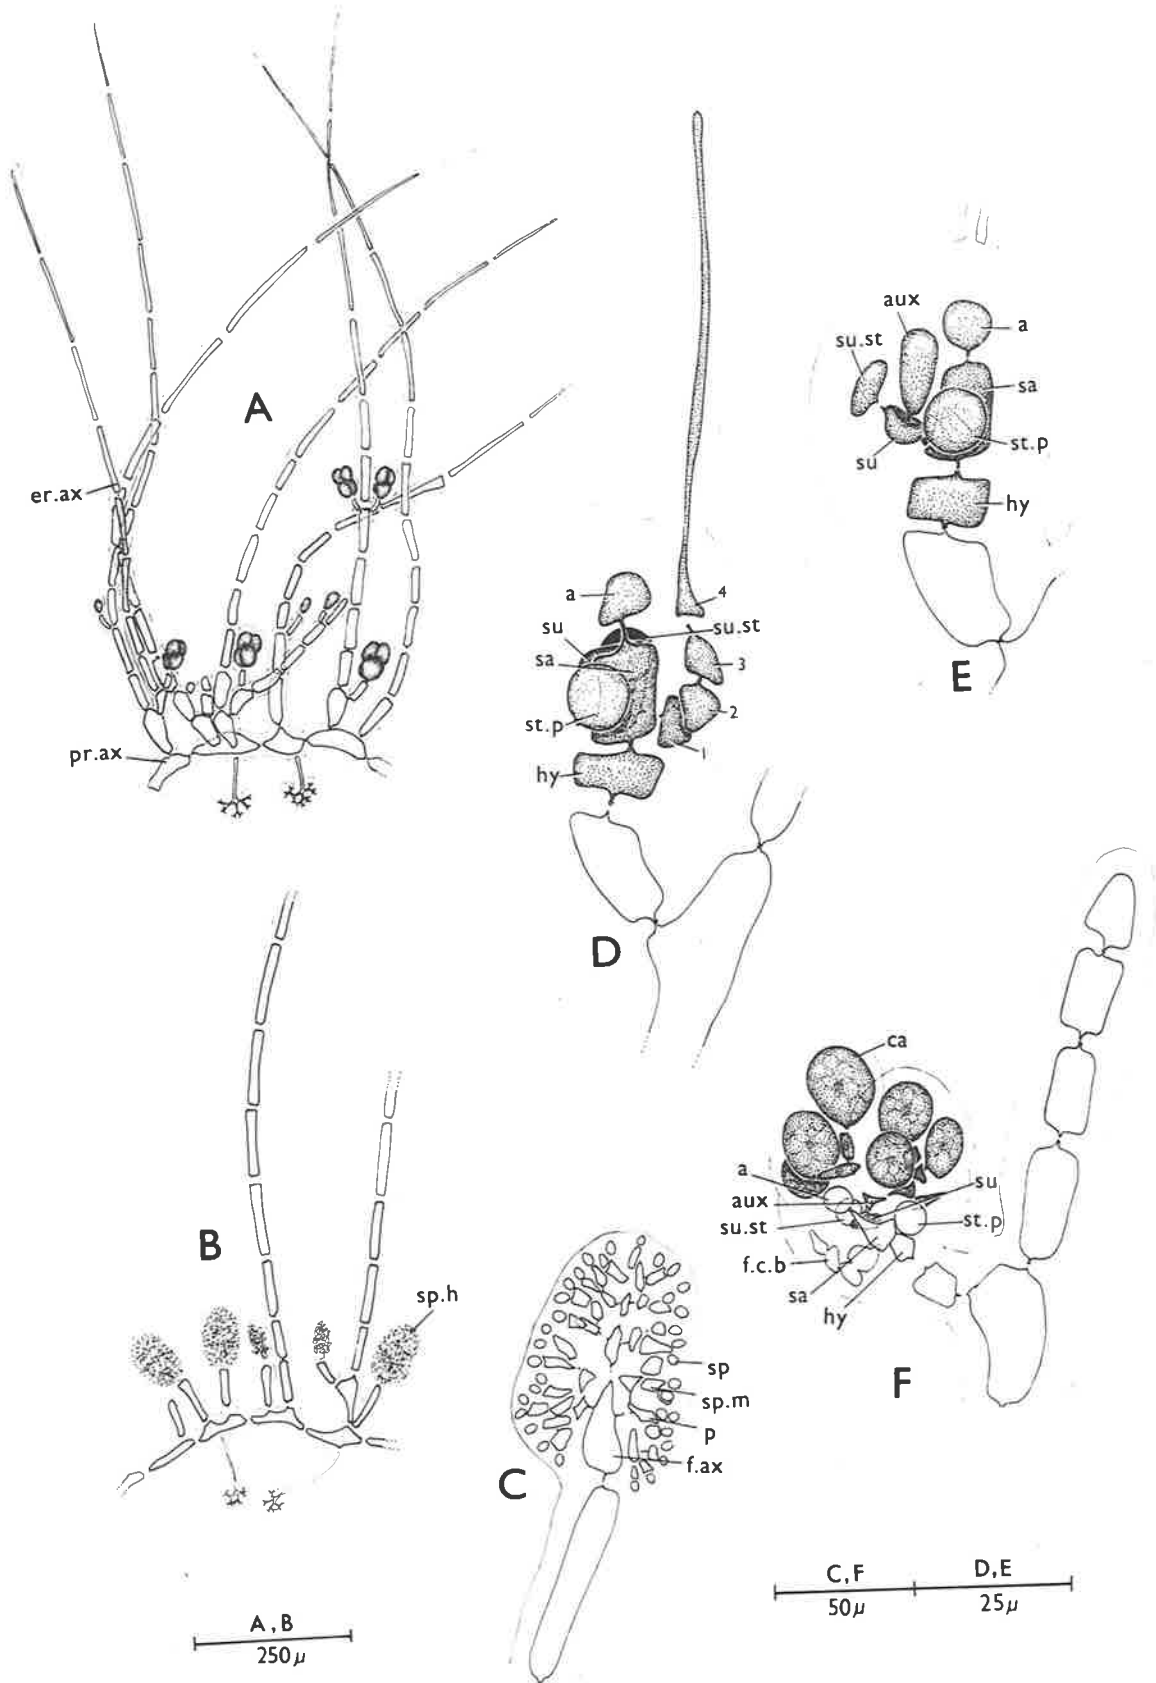 A
er.ax
pr.ax
a
su
su.st
sa
st.p
hy
4
3
2
1
D
aux
su.st
a
sa
su
st.p
hy
E
B
sp.h
C
sp
sp.m
p
f.ax
ca
a
aux
su.st
f.c.b
sa
hy
su
st.p
F
A, B
250µ
C, F
50µ
D, E
25µ